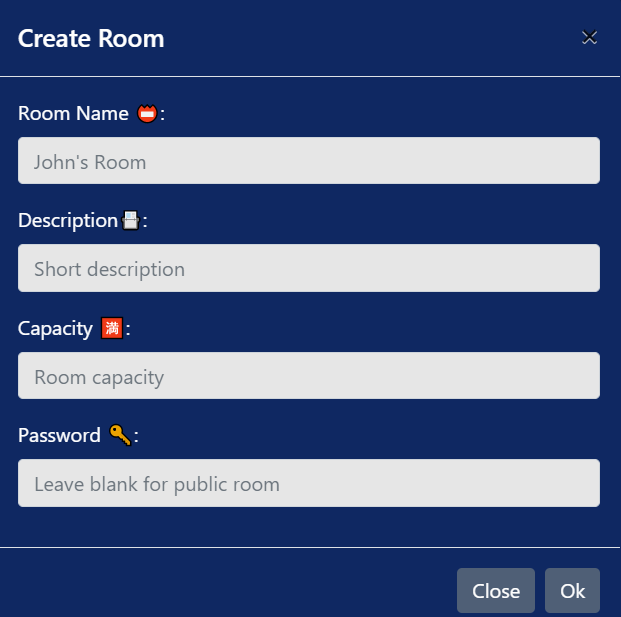 Create Room
Room Name 📛:
John's Room
Description📇:
Short description
Capacity 🈵:
Room capacity
Password 🔑:
Leave blank for public room
Close
Ok